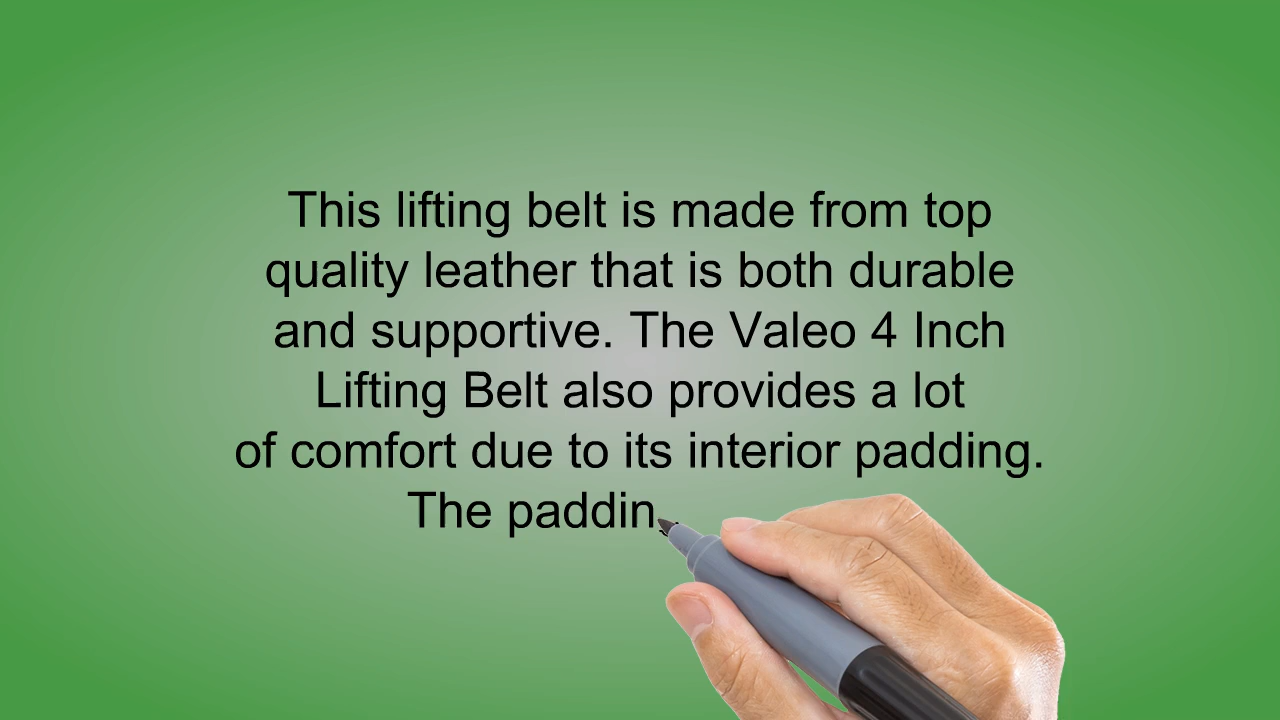 This lifting belt is made from top
quality leather that is both durable
and supportive. The Valeo 4 Inch
Lifting Belt also provides a lot
of comfort due to its interior padding.
The paddin